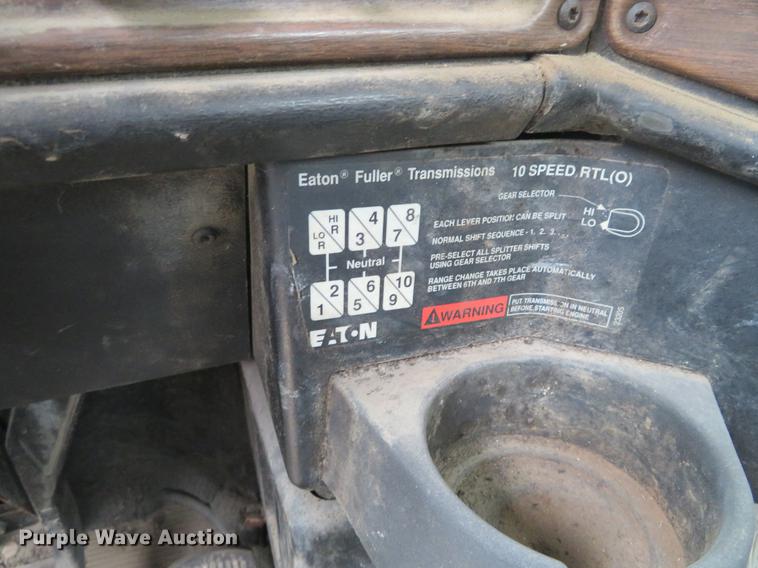 Eaton® Fuller® Transmissions 10 SPEED RTL(O)
GEAR SELECTOR
HI
LO
HI
R
LO
R
4
3
8
7
Neutral
2
1
6
5
10
9
EACH LEVER POSITION CAN BE SPLIT
NORMAL SHIFT SEQUENCE - 1, 2, 3...
PRE-SELECT ALL SPLITTER SHIFTS
USING GEAR SELECTOR
RANGE CHANGE TAKES PLACE AUTOMATICALLY
BETWEEN 6TH AND 7TH GEAR
WARNING
PUT TRANSMISSION IN NEUTRAL
BEFORE STARTING ENGINE
EATON
Purple Wave Auction